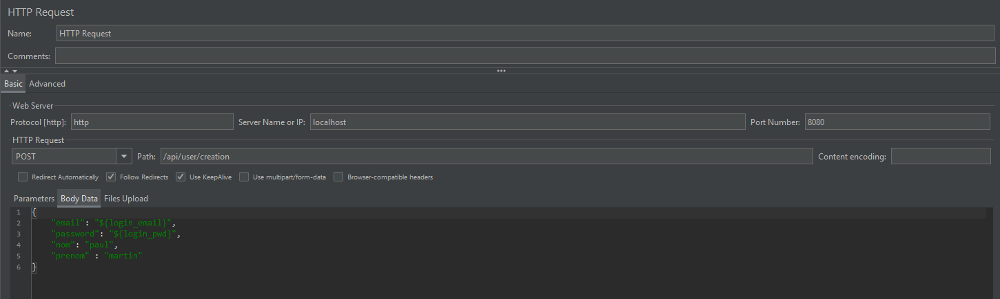 HTTP Request
Name: HTTP Request
Comments:
Basic Advanced
Web Server
Protocol [http]: http Server Name or IP: localhost Port Number: 8080
HTTP Request
POST Path: /api/user/creation Content encoding:
Redirect Automatically Follow Redirects Use KeepAlive Use multipart/form-data Browser-compatible headers
Parameters Body Data Files Upload
1 {
2 "email": "${login_email}",
3 "password": "${login_pwd}",
4 "nom": "paul",
5 "prenom" : "martin"
6 }